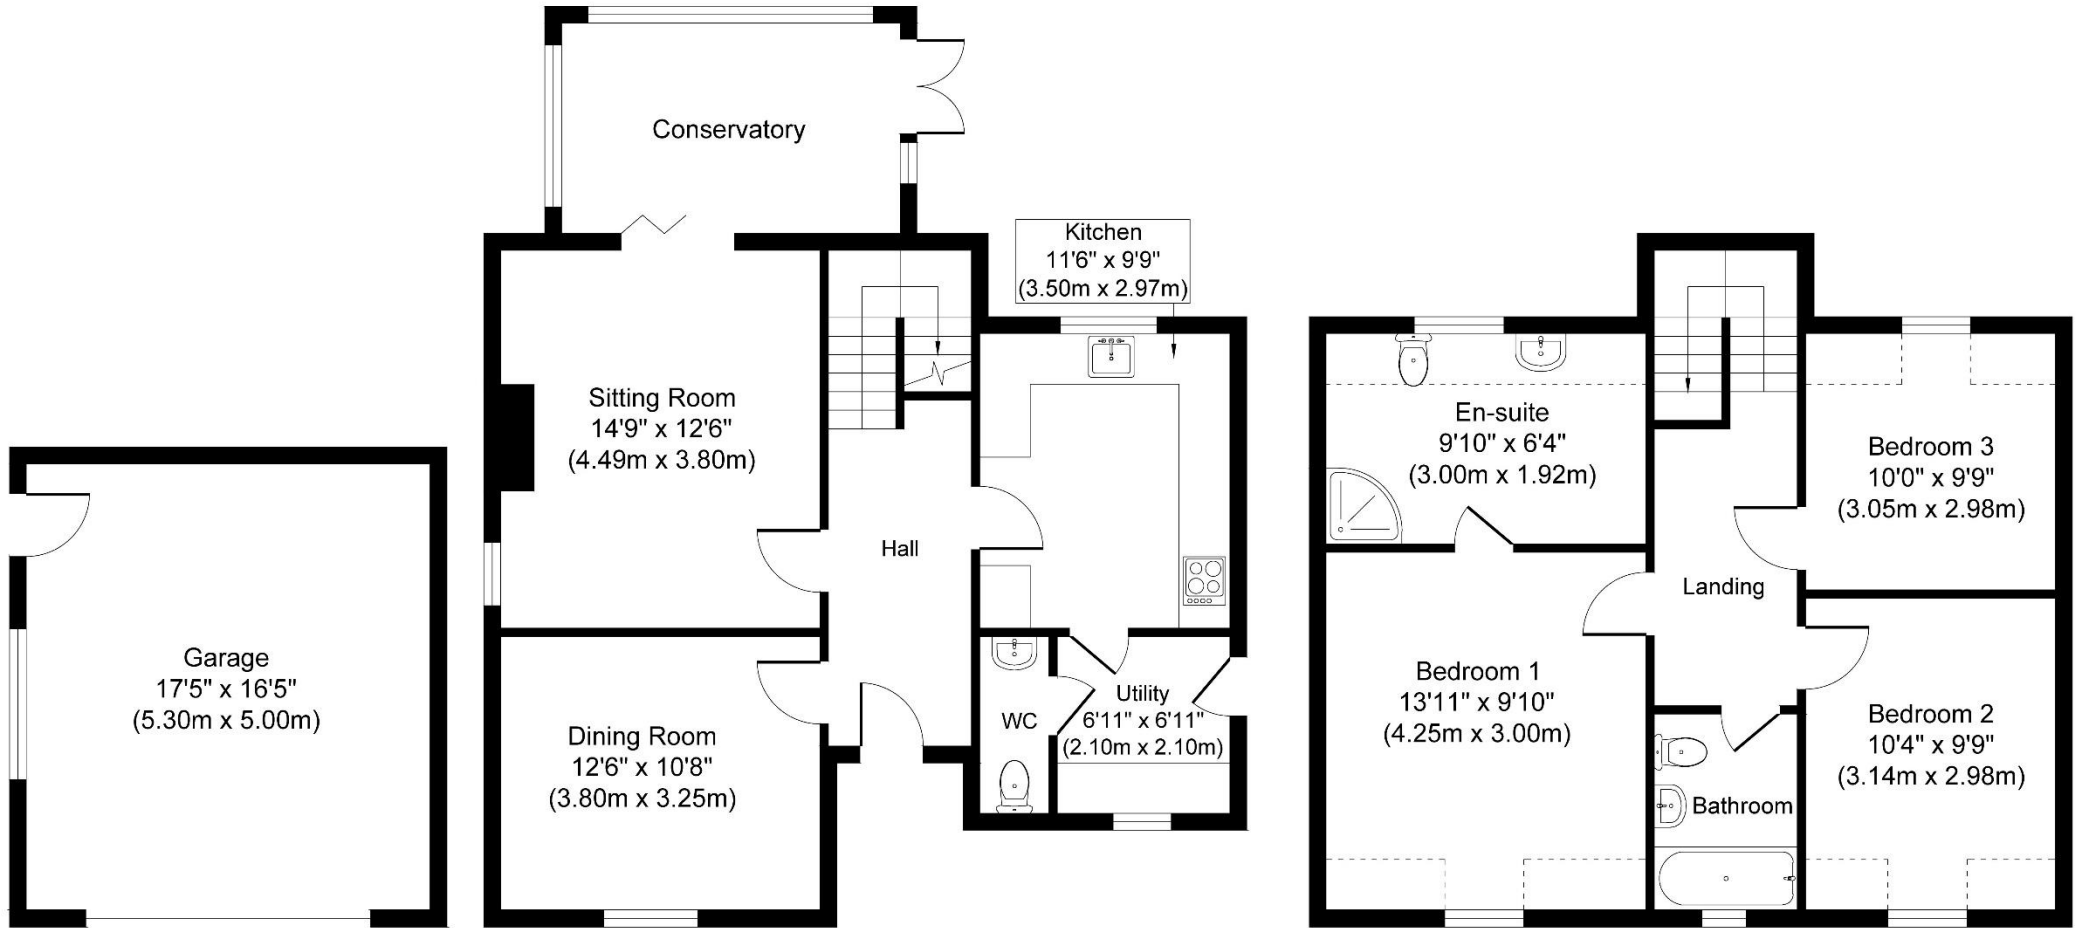 Conservatory
Kitchen
11'6" x 9'9"
(3.50m x 2.97m)
Sitting Room
14'9" x 12'6"
(4.49m x 3.80m)
Hall
Garage
17'5" x 16'5"
(5.30m x 5.00m)
Dining Room
12'6" x 10'8"
(3.80m x 3.25m)
WC
Utility
6'11" x 6'11"
(2.10m x 2.10m)
En-suite
9'10" x 6'4"
(3.00m x 1.92m)
Bedroom 3
10'0" x 9'9"
(3.05m x 2.98m)
Landing
Bedroom 1
13'11" x 9'10"
(4.25m x 3.00m)
Bedroom 2
10'4" x 9'9"
(3.14m x 2.98m)
Bathroom